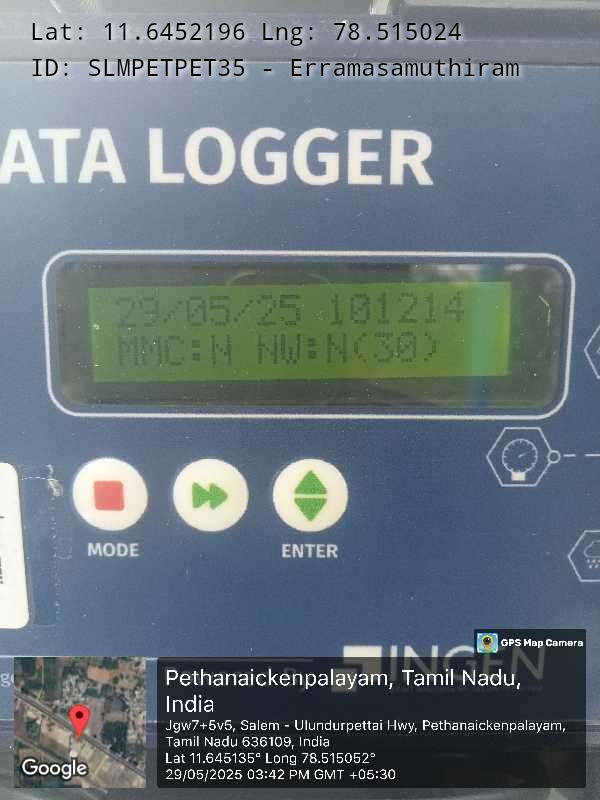 Lat: 11.6452196 Lng: 78.515024
ID: SLMPETPET35 - Erramasamuthiram
ATA LOGGER
29/05/25 101214
MMC:N NW:N(30)
MODE
ENTER
GPS Map Camera
INGEN
Pethanaickenpalayam, Tamil Nadu,
India
Jgw7+5v5, Salem - Ulundurpettai Hwy, Pethanaickenpalayam,
Tamil Nadu 636109, India
Lat 11.645135° Long 78.515052°
29/05/2025 03:42 PM GMT +05:30
Google